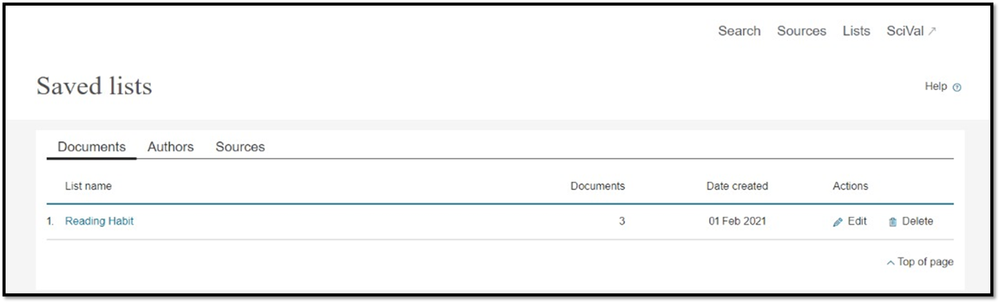 Search Sources Lists SciVal
Saved lists
Help
Documents Authors Sources
List name Documents Date created Actions
1. Reading Habit 3 01 Feb 2021 Edit Delete
Top of page